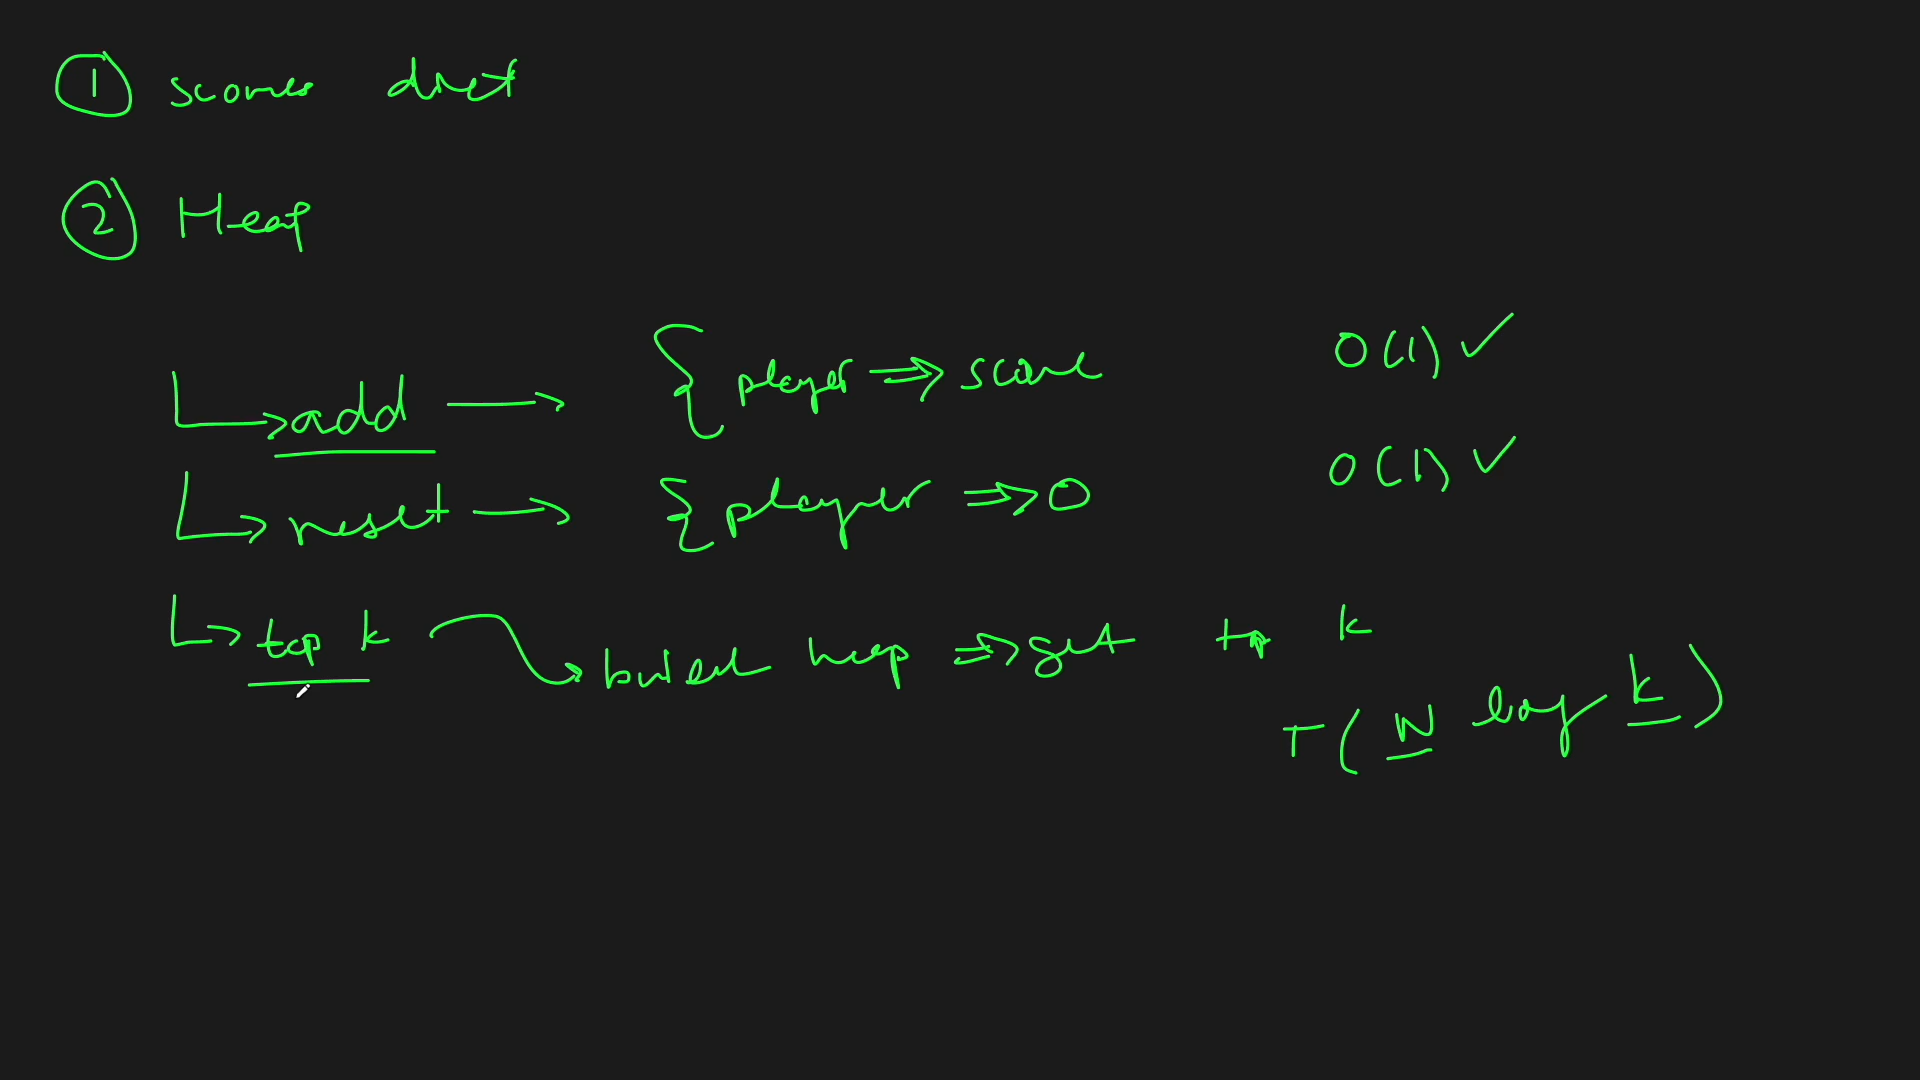 ① scores dict
② Heap
↳ add → { player ⇒ score O(1) ✓
↳ reset → { player ⇒ 0 O(1) ✓
↳ top k → build heap ⇒ get top k
T(N log k)